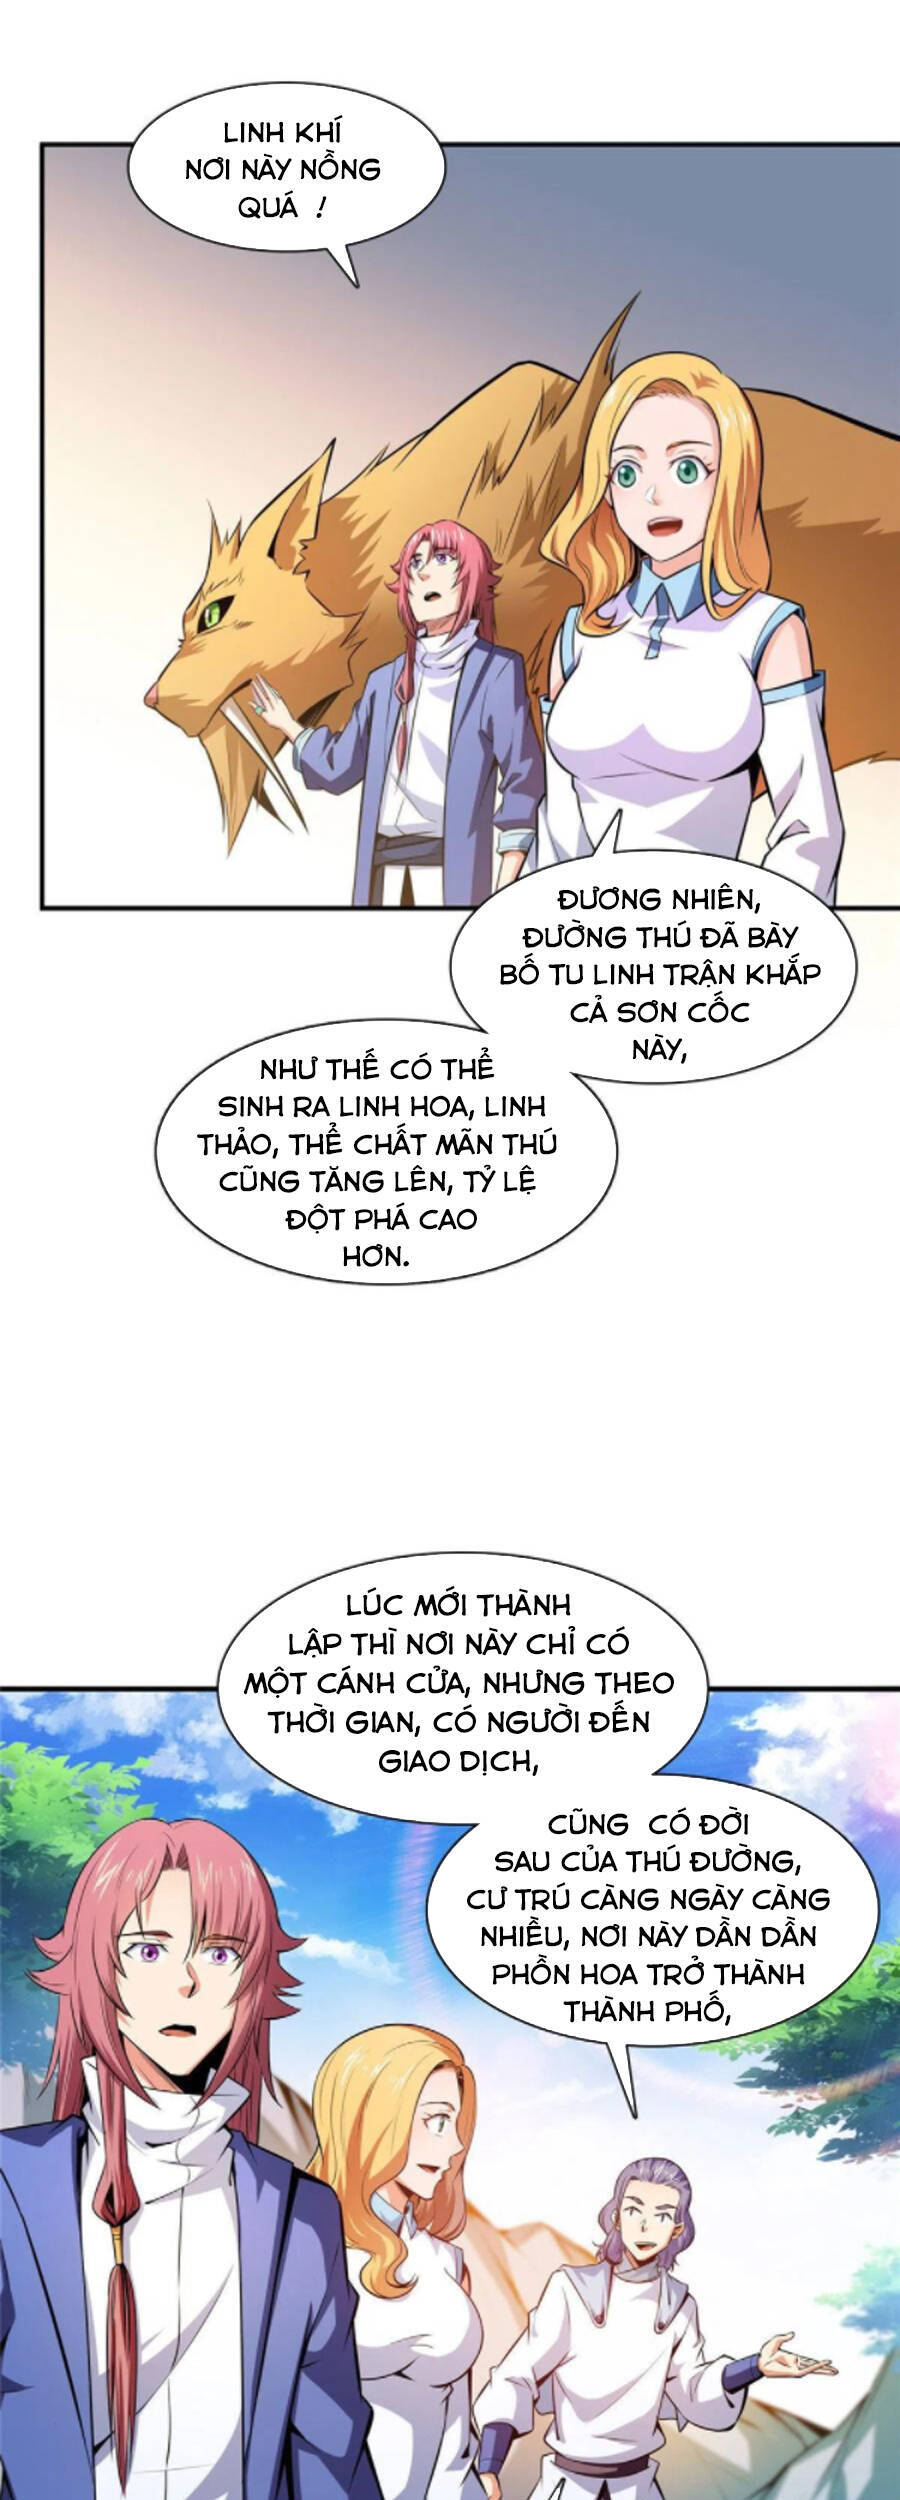 LINH KHÍ
NƠI NÀY NỒNG
QUÁ !
ĐƯƠNG NHIÊN,
ĐƯỜNG THÚ ĐÃ BÀY
BỐ TU LINH TRẬN KHẮP
CẢ SƠN CỐC
NÀY,
NHƯ THẾ CÓ THỂ
SINH RA LINH HOA, LINH
THẢO, THỂ CHẤT MÃN THÚ
CŨNG TĂNG LÊN, TỶ LỆ
ĐỘT PHÁ CAO
HƠN.
LÚC MỚI THÀNH
LẬP THÌ NƠI NÀY CHỈ CÓ
MỘT CÁNH CỬA, NHƯNG THEO
THỜI GIAN, CÓ NGƯỜI ĐẾN
GIAO DỊCH,
CŨNG CÓ ĐỜI
SAU CỦA THÚ ĐƯỜNG,
CƯ TRÚ CÀNG NGÀY CÀNG
NHIỀU, NƠI NÀY DẦN DẦN
PHỒN HOA TRỞ THÀNH
THÀNH PHỐ,